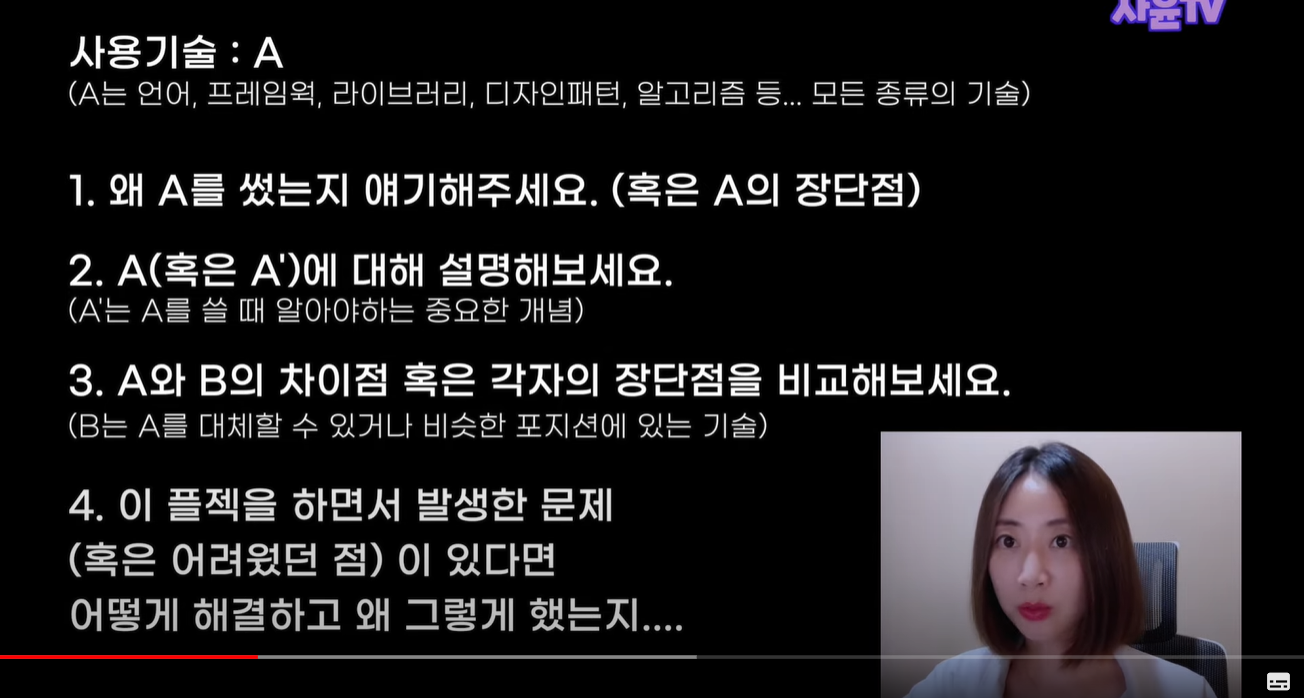 샤윤TV
사용기술 : A
(A는 언어, 프레임웍, 라이브러리, 디자인패턴, 알고리즘 등... 모든 종류의 기술)
1. 왜 A를 썼는지 얘기해주세요. (혹은 A의 장단점)
2. A(혹은 A')에 대해 설명해보세요.
(A'는 A를 쓸 때 알아야하는 중요한 개념)
3. A와 B의 차이점 혹은 각자의 장단점을 비교해보세요.
(B는 A를 대체할 수 있거나 비슷한 포지션에 있는 기술)
4. 이 플젝을 하면서 발생한 문제
(혹은 어려웠던 점) 이 있다면
어떻게 해결하고 왜 그렇게 했는지....